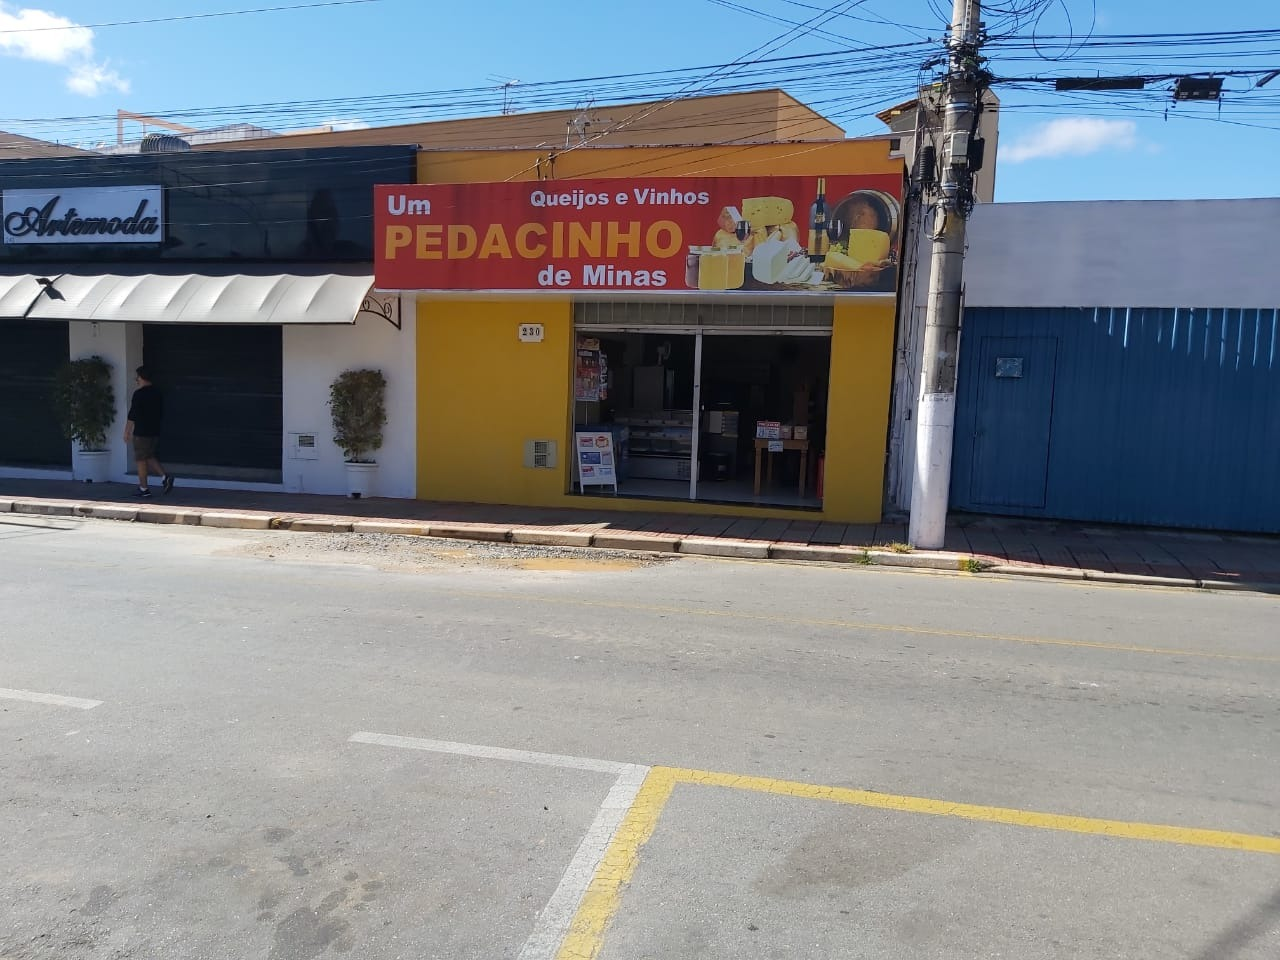 Artemoda
Um
Queijos e Vinhos
PEDACINHO
de Minas
230